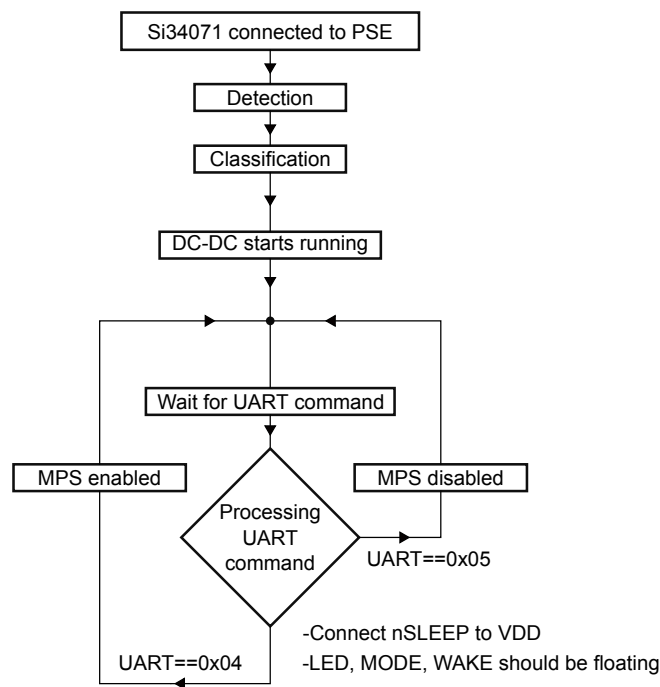 Si34071 connected to PSE
Detection
Classification
DC-DC starts running
Wait for UART command
MPS enabled
MPS disabled
Processing
UART
command
UART==0x05
-Connect nSLEEP to VDD
UART==0x04
-LED, MODE, WAKE should be floating